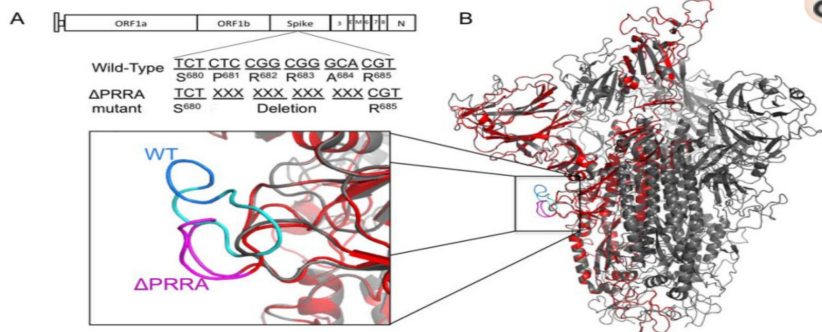 A
B
ORF1a ORF1b Spike 3 E M 6 7 8 N
Wild-Type TCT CTC CGG CGG GCA CGT
S680 P681 R682 R683 A684 R685
ΔPRRA TCT XXX XXX XXX XXX CGT
mutant S680 Deletion R685
WT
ΔPRRA